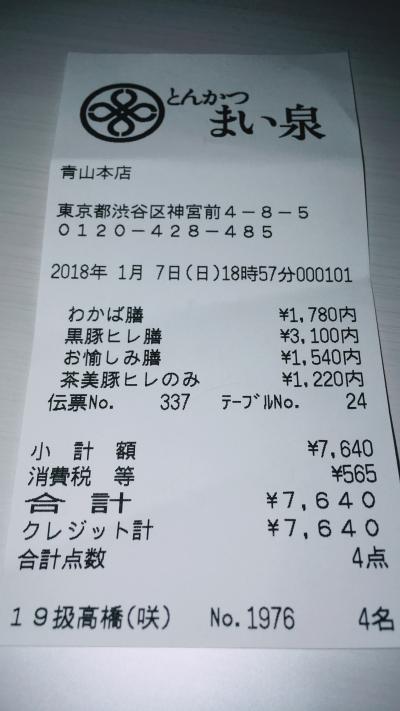 とんかつ
まい泉
青山本店
東京都渋谷区神宮前4-8-5
0120-428-485
2018年 1月 7日(日)18時57分000101
わかば膳 ¥1,780内
黒豚ヒレ膳 ¥3,100内
お愉しみ膳 ¥1,540内
茶美豚ヒレのみ ¥1,220内
伝票No. 337 テーブルNo. 24
小計額 ¥7,640
消費税等 ¥565
合計 ¥7,640
クレジット計 ¥7,640
合計点数 4点
19扱高橋(咲) No.1976 4名